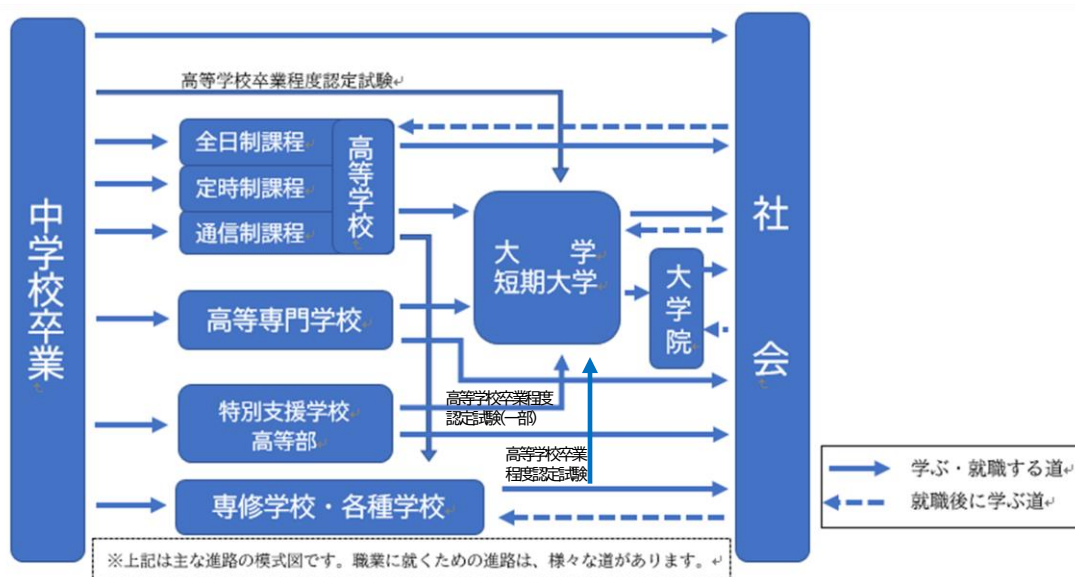 中学校卒業
高等学校卒業程度認定試験
全日制課程
定時制課程
通信制課程
高等学校
高等専門学校
特別支援学校
高等部
専修学校・各種学校
大　学
短期大学
大学院
高等学校卒業程度
認定試験(一部)
高等学校卒業
程度認定試験
社会
学ぶ・就職する道
就職後に学ぶ道
※上記は主な進路の模式図です。職業に就くための進路は、様々な道があります。